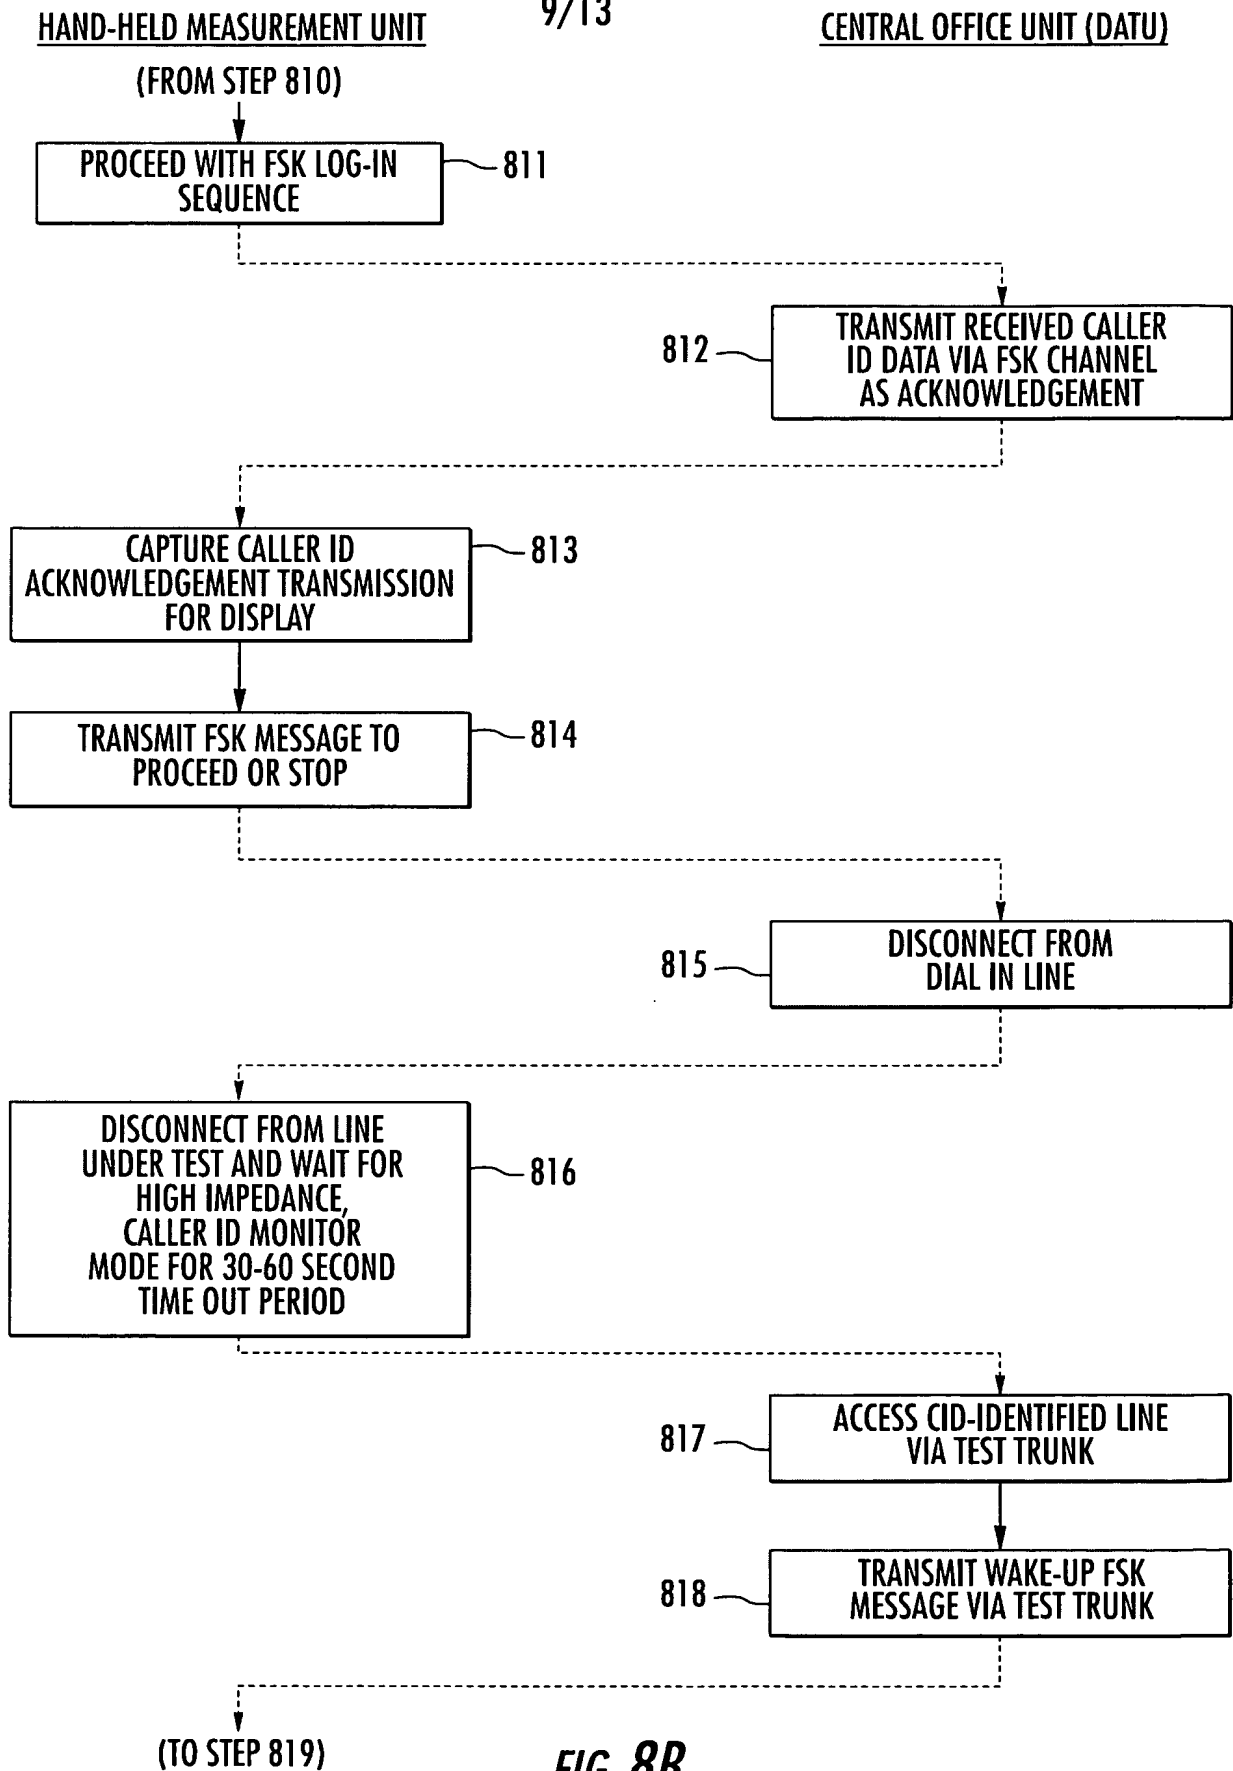 9/13
HAND-HELD MEASUREMENT UNIT
CENTRAL OFFICE UNIT (DATU)
(FROM STEP 810)
PROCEED WITH FSK LOG-IN
SEQUENCE
811
812
TRANSMIT RECEIVED CALLER
ID DATA VIA FSK CHANNEL
AS ACKNOWLEDGEMENT
CAPTURE CALLER ID
ACKNOWLEDGEMENT TRANSMISSION
FOR DISPLAY
813
TRANSMIT FSK MESSAGE TO
PROCEED OR STOP
814
815
DISCONNECT FROM
DIAL IN LINE
DISCONNECT FROM LINE
UNDER TEST AND WAIT FOR
HIGH IMPEDANCE,
CALLER ID MONITOR
MODE FOR 30-60 SECOND
TIME OUT PERIOD
816
817
ACCESS CID-IDENTIFIED LINE
VIA TEST TRUNK
818
TRANSMIT WAKE-UP FSK
MESSAGE VIA TEST TRUNK
(TO STEP 819)
FIG. 8B